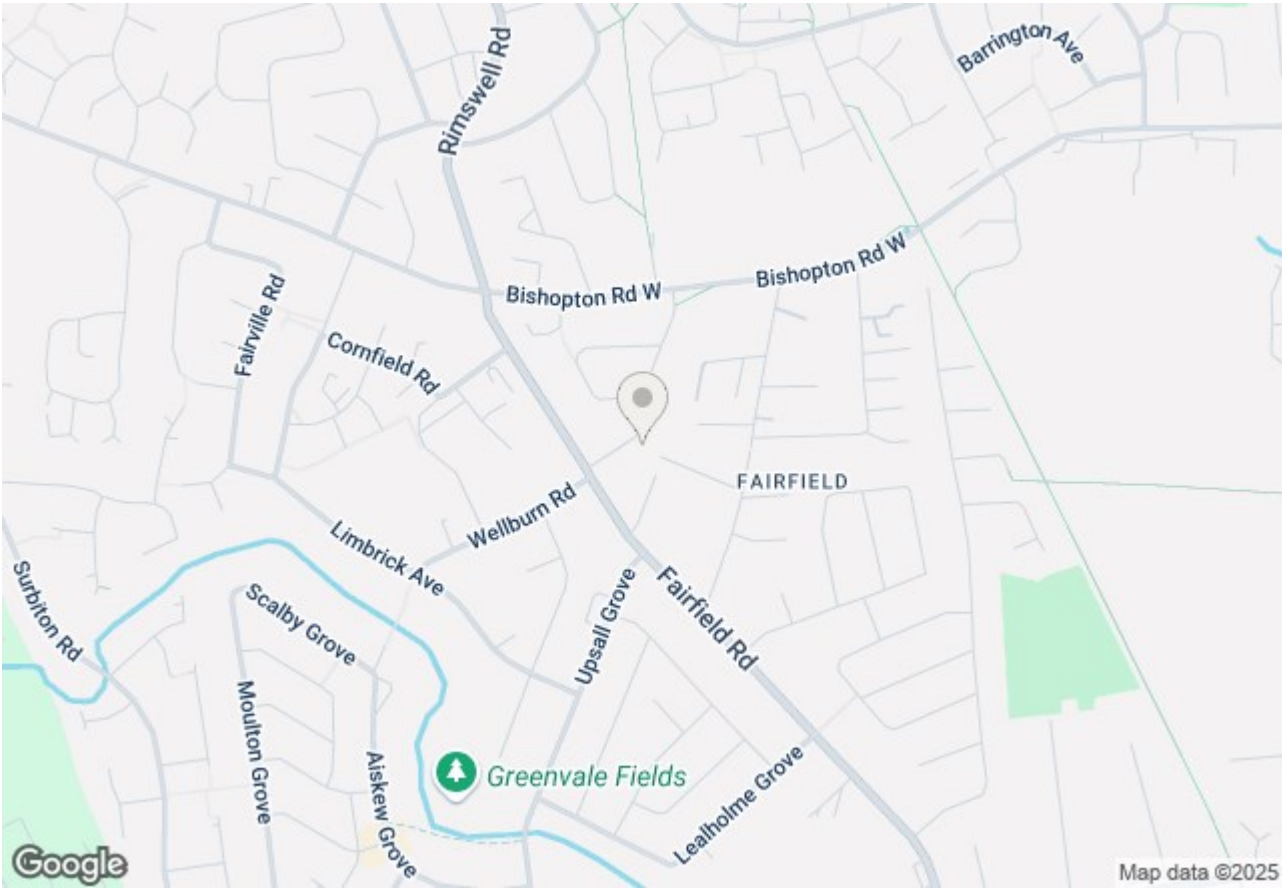 Rimswell Rd
Barrington Ave
Bishopton Rd W
Bishopton Rd W
Fairville Rd
Cornfield Rd
FAIRFIELD
Wellburn Rd
Limbrick Ave
Surbiton Rd
Scalby Grove
Upsall Grove
Fairfield Rd
Moulton Grove
Aiskew Grove
Greenvale Fields
Lealholme Grove
Google
Map data ©2025